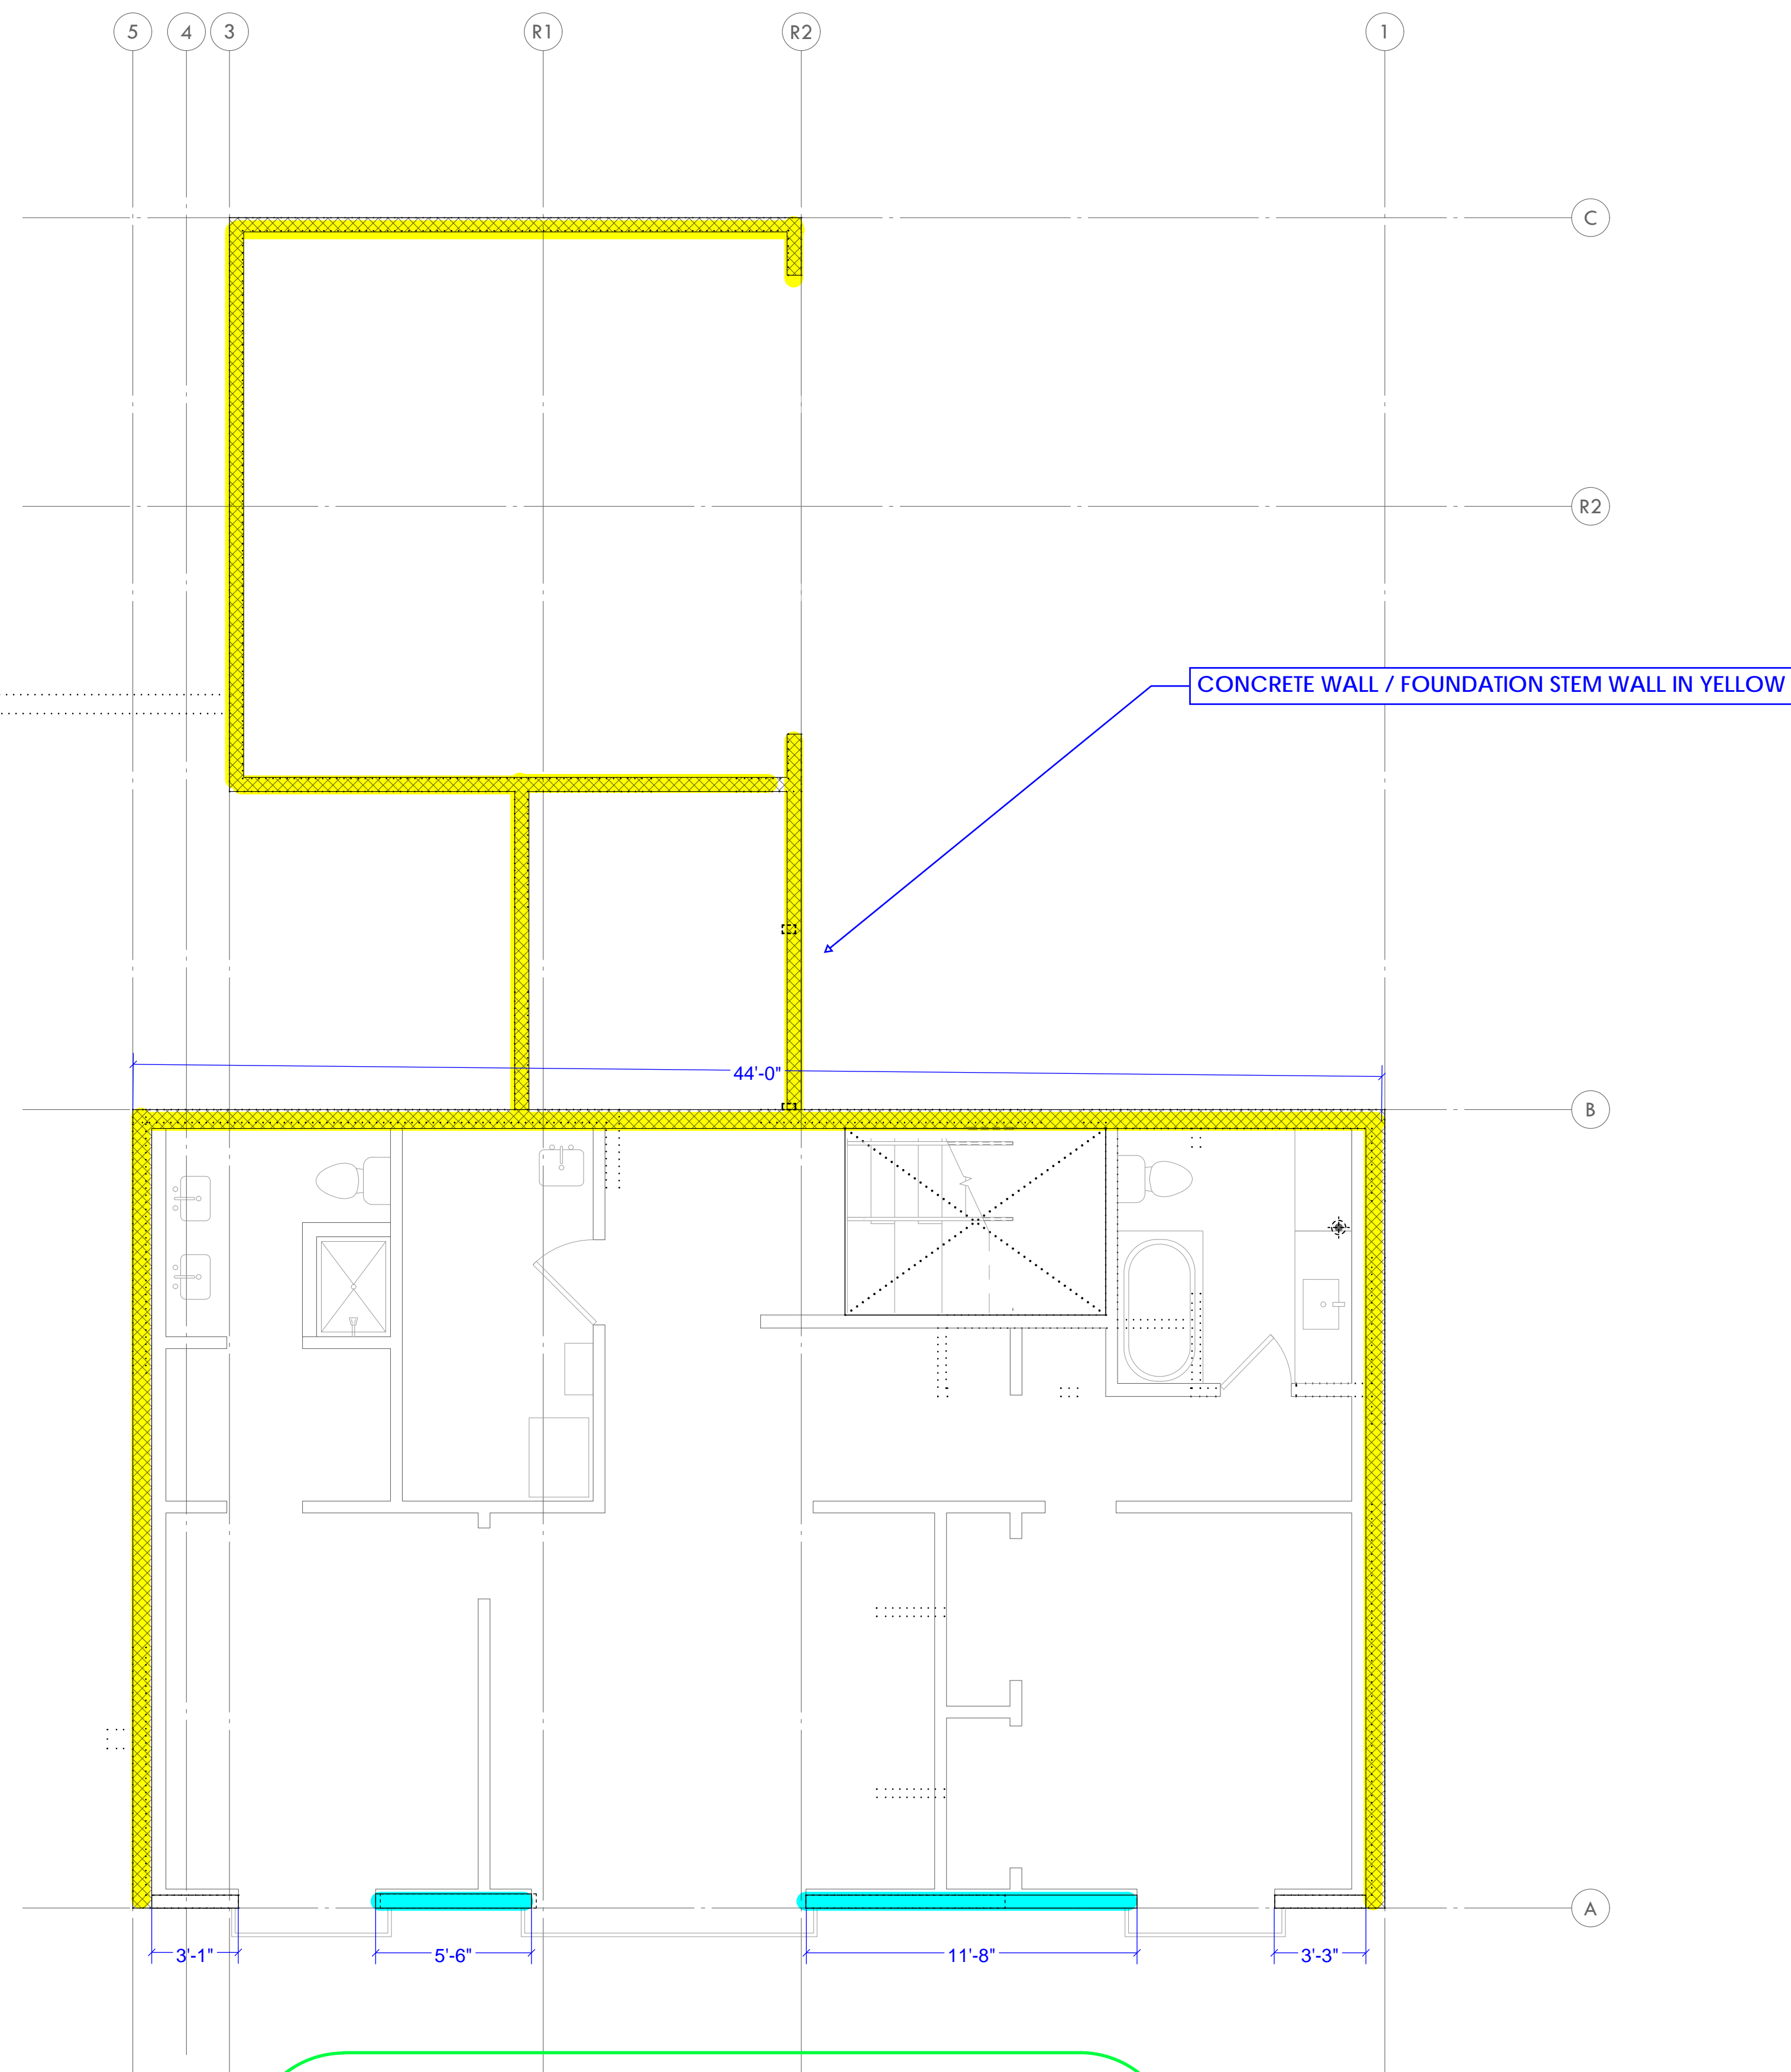 5 4 3 R1 R2 1
C
R2
CONCRETE WALL / FOUNDATION STEM WALL IN YELLOW
44'-0"
B
A
3'-1" 5'-6" 11'-8" 3'-3"